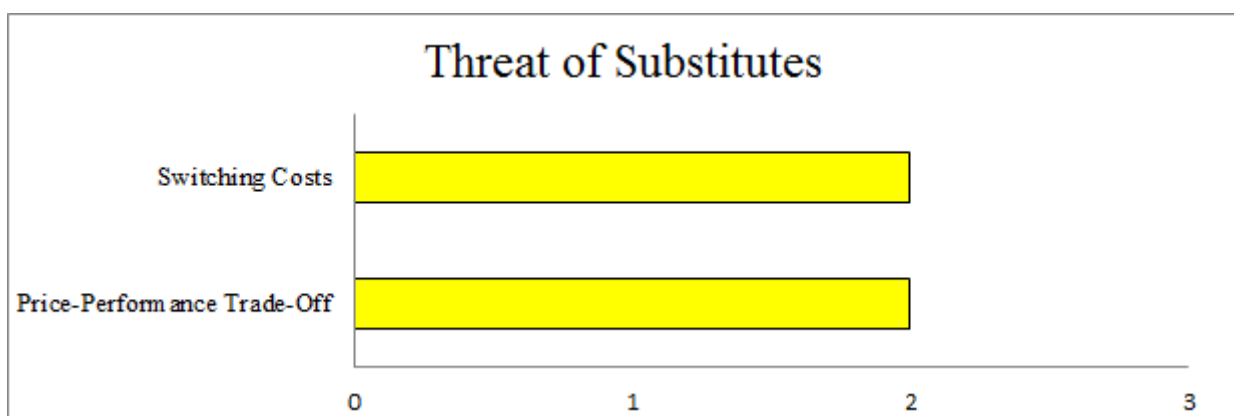 Threat of Substitutes
Switching Costs
Price-Performance Trade-Off
0 1 2 3